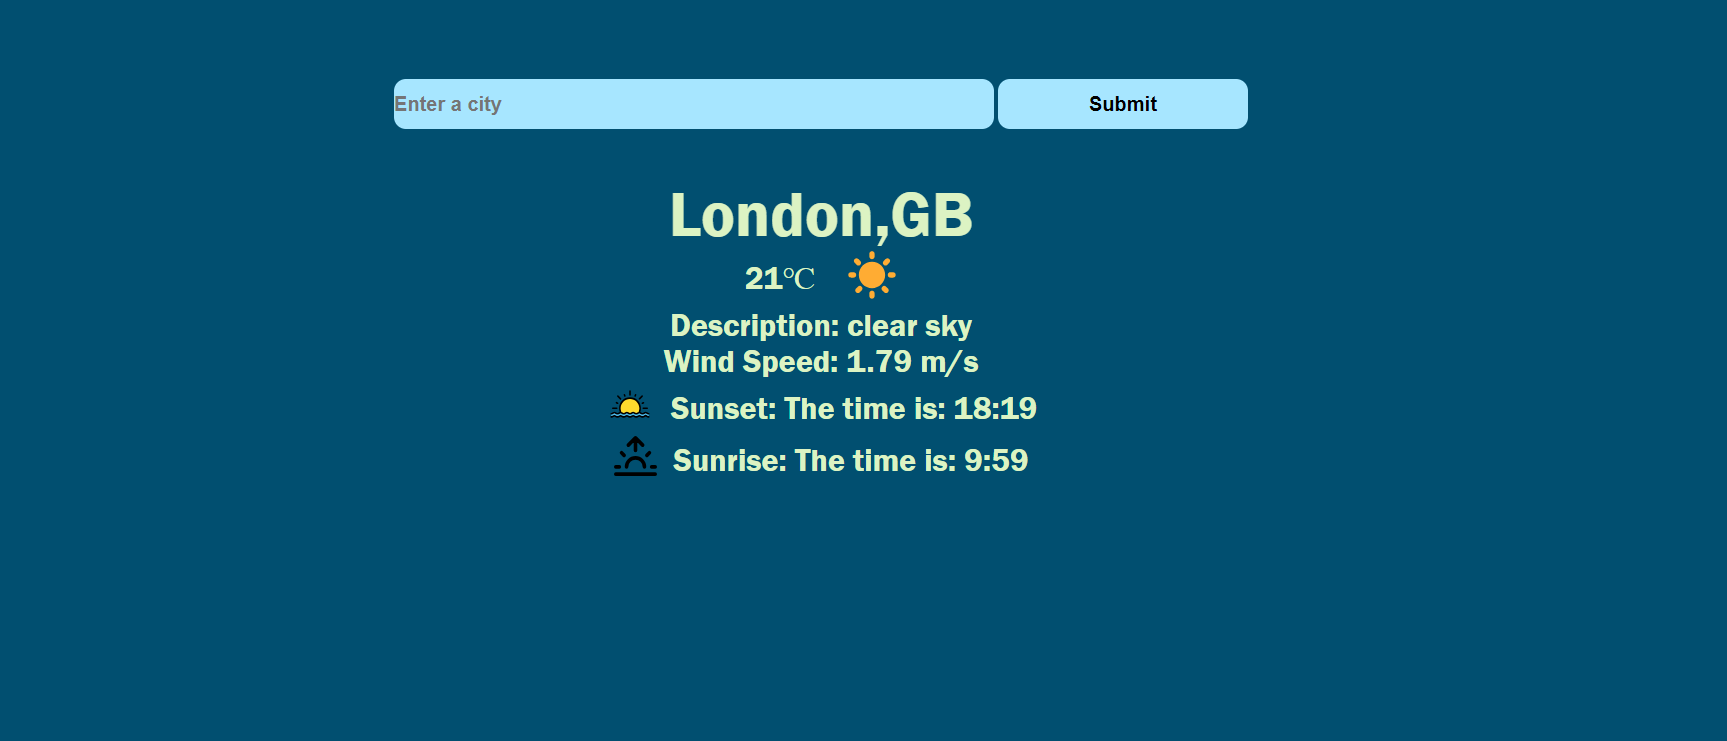 Enter a city
Submit
London,GB
21℃
Description: clear sky
Wind Speed: 1.79 m/s
Sunset: The time is: 18:19
Sunrise: The time is: 9:59